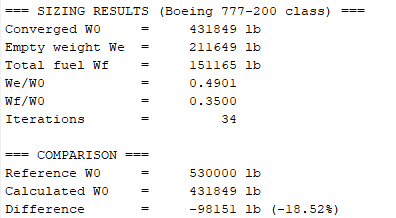 === SIZING RESULTS (Boeing 777-200 class) ===
Converged W0     =     431849 lb
Empty weight We  =     211649 lb
Total fuel Wf    =     151165 lb
We/W0            =     0.4901
Wf/W0            =     0.3500
Iterations       =         34
=== COMPARISON ===
Reference W0     =     530000 lb
Calculated W0    =     431849 lb
Difference       =     -98151 lb (-18.52%)